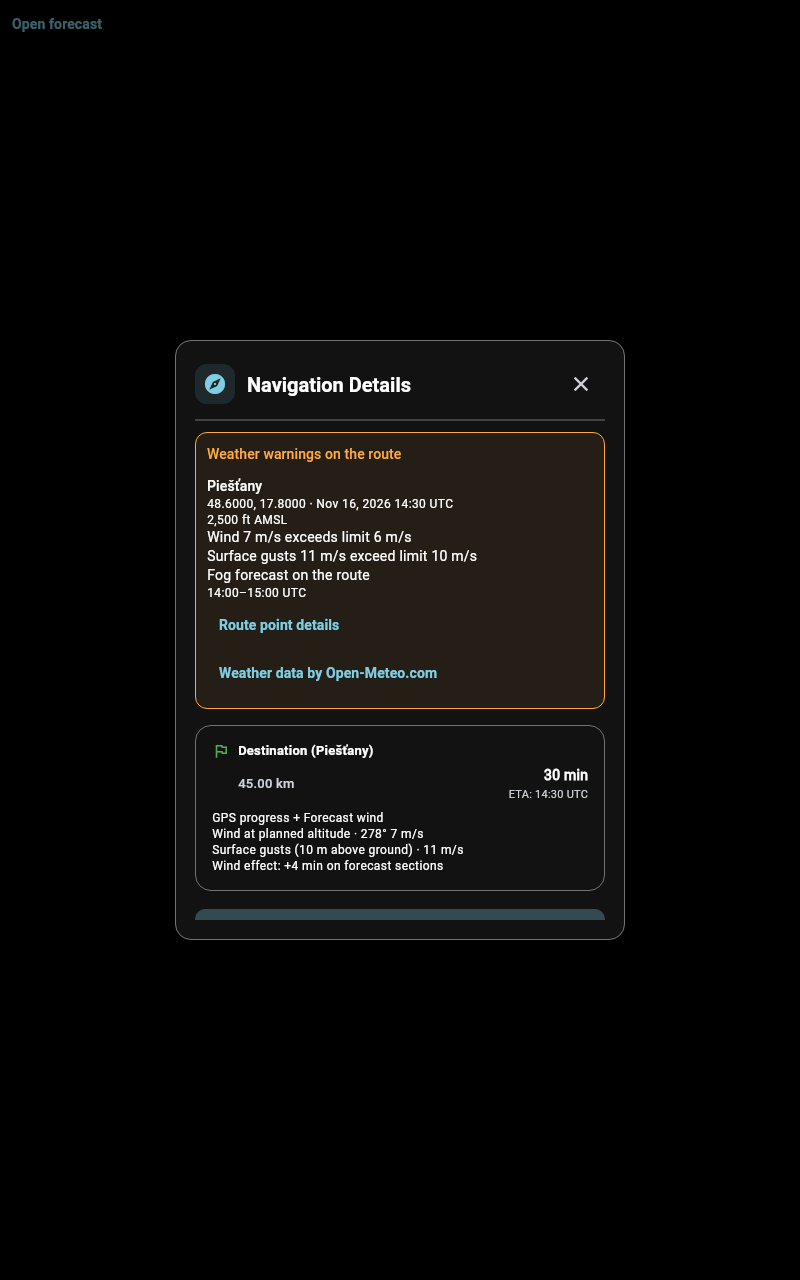 Open forecast
Navigation Details
Weather warnings on the route
Piešťany
48.6000, 17.8000 · Nov 16, 2026 14:30 UTC
2,500 ft AMSL
Wind 7 m/s exceeds limit 6 m/s
Surface gusts 11 m/s exceed limit 10 m/s
Fog forecast on the route
14:00–15:00 UTC
Route point details
Weather data by Open-Meteo.com
Destination (Piešťany)
45.00 km
30 min
ETA: 14:30 UTC
GPS progress + Forecast wind
Wind at planned altitude · 278° 7 m/s
Surface gusts (10 m above ground) · 11 m/s
Wind effect: +4 min on forecast sections